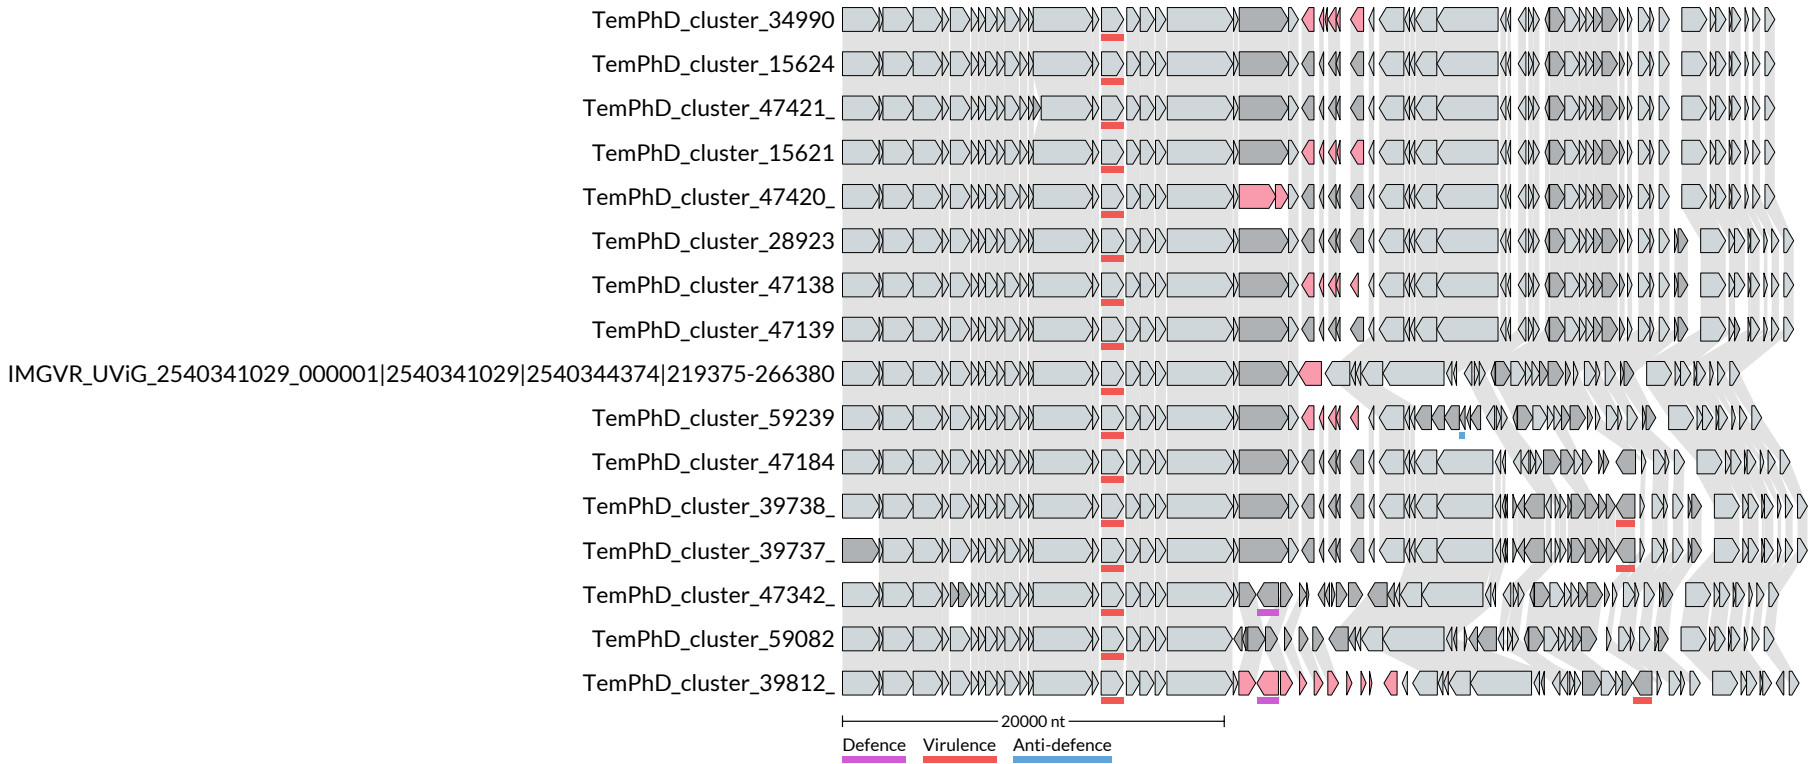 TemPhD_cluster_34990
TemPhD_cluster_15624
TemPhD_cluster_47421_
TemPhD_cluster_15621
TemPhD_cluster_47420_
TemPhD_cluster_28923
TemPhD_cluster_47138
TemPhD_cluster_47139
IMGVR_UViG_2540341029_000001|2540341029|2540344374|219375-266380
TemPhD_cluster_59239
TemPhD_cluster_47184
TemPhD_cluster_39738_
TemPhD_cluster_39737_
TemPhD_cluster_47342_
TemPhD_cluster_59082
TemPhD_cluster_39812_
20000 nt
Defence Virulence Anti-defence